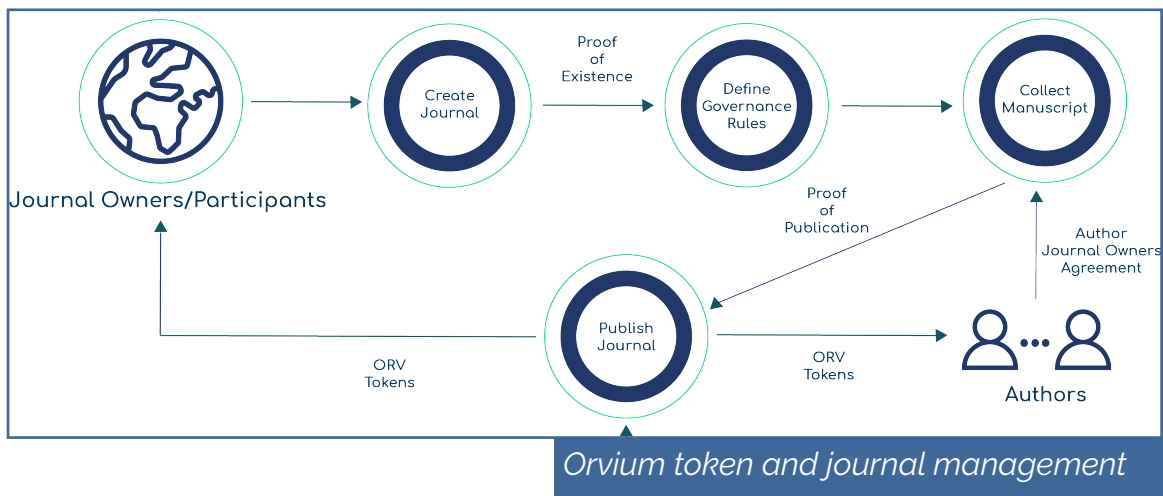 Proof
of
Existence
Create
Journal
Define
Governance
Rules
Collect
Manuscript
Journal Owners/Participants
Proof
of
Publication
Author
Journal Owners
Agreement
Publish
Journal
ORV
Tokens
ORV
Tokens
Authors
Orvium token and journal management